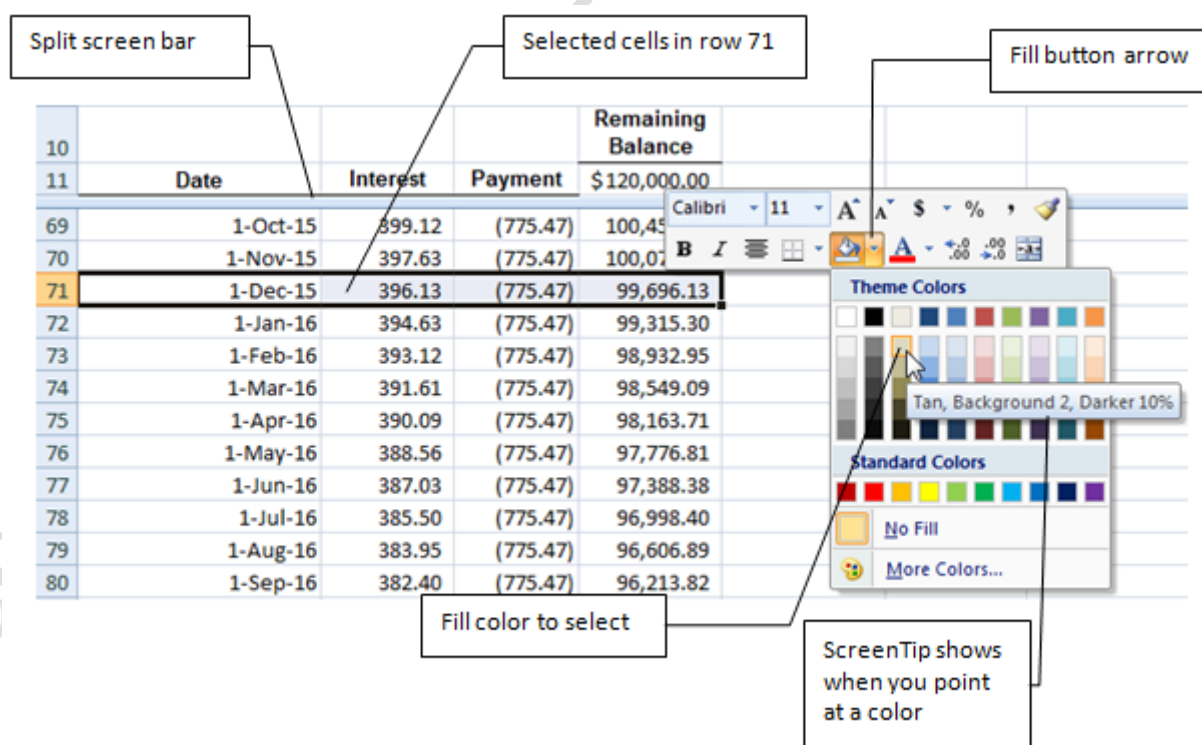 Split screen bar
Selected cells in row 71
Fill button arrow
Remaining
10 Balance
11 Date Interest Payment $120,000.00
Calibri 11 A A $ % ,
69 1-Oct-15 399.12 (775.47) 100,45
B I A .0 .00 .00 .0
70 1-Nov-15 397.63 (775.47) 100,07
71 1-Dec-15 396.13 (775.47) 99,696.13
Theme Colors
72 1-Jan-16 394.63 (775.47) 99,315.30
73 1-Feb-16 393.12 (775.47) 98,932.95
74 1-Mar-16 391.61 (775.47) 98,549.09
Tan, Background 2, Darker 10%
75 1-Apr-16 390.09 (775.47) 98,163.71
76 1-May-16 388.56 (775.47) 97,776.81
Standard Colors
77 1-Jun-16 387.03 (775.47) 97,388.38
78 1-Jul-16 385.50 (775.47) 96,998.40
No Fill
79 1-Aug-16 383.95 (775.47) 96,606.89
More Colors...
80 1-Sep-16 382.40 (775.47) 96,213.82
Fill color to select
ScreenTip shows
when you point
at a color